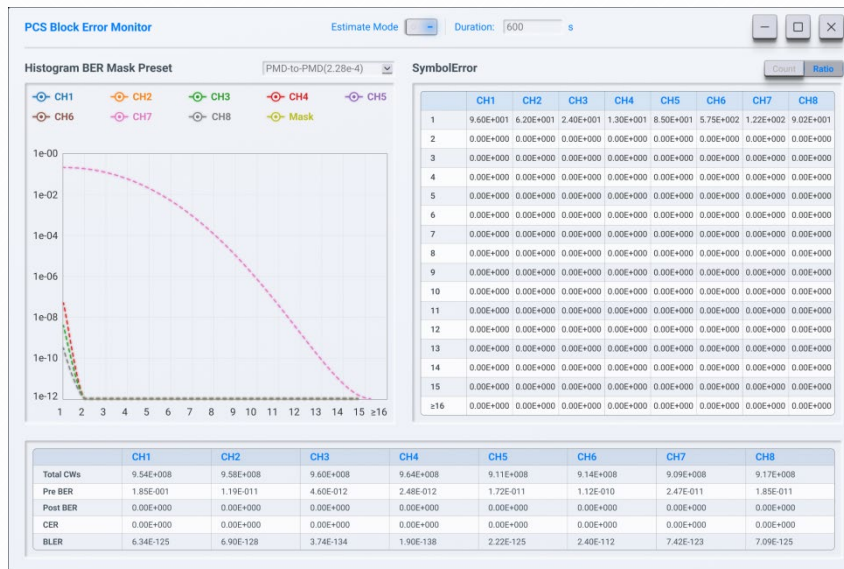 PCS Block Error Monitor Estimate Mode Duration: 600 s
Histogram BER Mask Preset PMD-to-PMD(2.28e-4)
CH1 CH2 CH3 CH4 CH5
CH6 CH7 CH8 Mask
1e-00
1e-02
1e-04
1e-06
1e-08
1e-10
1e-12
1 2 3 4 5 6 7 8 9 10 11 12 13 14 15 ≥16
SymbolError Count Ratio
CH1 CH2 CH3 CH4 CH5 CH6 CH7 CH8
1 9.60E+001 6.20E+001 2.40E+001 1.30E+001 8.50E+001 5.75E+002 1.22E+002 9.02E+001
2 0.00E+000 0.00E+000 0.00E+000 0.00E+000 0.00E+000 0.00E+000 0.00E+000 0.00E+000
3 0.00E+000 0.00E+000 0.00E+000 0.00E+000 0.00E+000 0.00E+000 0.00E+000 0.00E+000
4 0.00E+000 0.00E+000 0.00E+000 0.00E+000 0.00E+000 0.00E+000 0.00E+000 0.00E+000
5 0.00E+000 0.00E+000 0.00E+000 0.00E+000 0.00E+000 0.00E+000 0.00E+000 0.00E+000
6 0.00E+000 0.00E+000 0.00E+000 0.00E+000 0.00E+000 0.00E+000 0.00E+000 0.00E+000
7 0.00E+000 0.00E+000 0.00E+000 0.00E+000 0.00E+000 0.00E+000 0.00E+000 0.00E+000
8 0.00E+000 0.00E+000 0.00E+000 0.00E+000 0.00E+000 0.00E+000 0.00E+000 0.00E+000
9 0.00E+000 0.00E+000 0.00E+000 0.00E+000 0.00E+000 0.00E+000 0.00E+000 0.00E+000
10 0.00E+000 0.00E+000 0.00E+000 0.00E+000 0.00E+000 0.00E+000 0.00E+000 0.00E+000
11 0.00E+000 0.00E+000 0.00E+000 0.00E+000 0.00E+000 0.00E+000 0.00E+000 0.00E+000
12 0.00E+000 0.00E+000 0.00E+000 0.00E+000 0.00E+000 0.00E+000 0.00E+000 0.00E+000
13 0.00E+000 0.00E+000 0.00E+000 0.00E+000 0.00E+000 0.00E+000 0.00E+000 0.00E+000
14 0.00E+000 0.00E+000 0.00E+000 0.00E+000 0.00E+000 0.00E+000 0.00E+000 0.00E+000
15 0.00E+000 0.00E+000 0.00E+000 0.00E+000 0.00E+000 0.00E+000 0.00E+000 0.00E+000
≥16 0.00E+000 0.00E+000 0.00E+000 0.00E+000 0.00E+000 0.00E+000 0.00E+000 0.00E+000
CH1 CH2 CH3 CH4 CH5 CH6 CH7 CH8
Total CWs 9.54E+008 9.58E+008 9.60E+008 9.64E+008 9.11E+008 9.14E+008 9.09E+008 9.17E+008
Pre BER 1.85E-001 1.19E-011 4.60E-012 2.48E-012 1.72E-011 1.12E-010 2.47E-011 1.85E-011
Post BER 0.00E+000 0.00E+000 0.00E+000 0.00E+000 0.00E+000 0.00E+000 0.00E+000 0.00E+000
CER 0.00E+000 0.00E+000 0.00E+000 0.00E+000 0.00E+000 0.00E+000 0.00E+000 0.00E+000
BLER 6.34E-125 6.90E-128 3.74E-134 1.90E-138 2.22E-125 2.40E-112 7.42E-123 7.09E-125